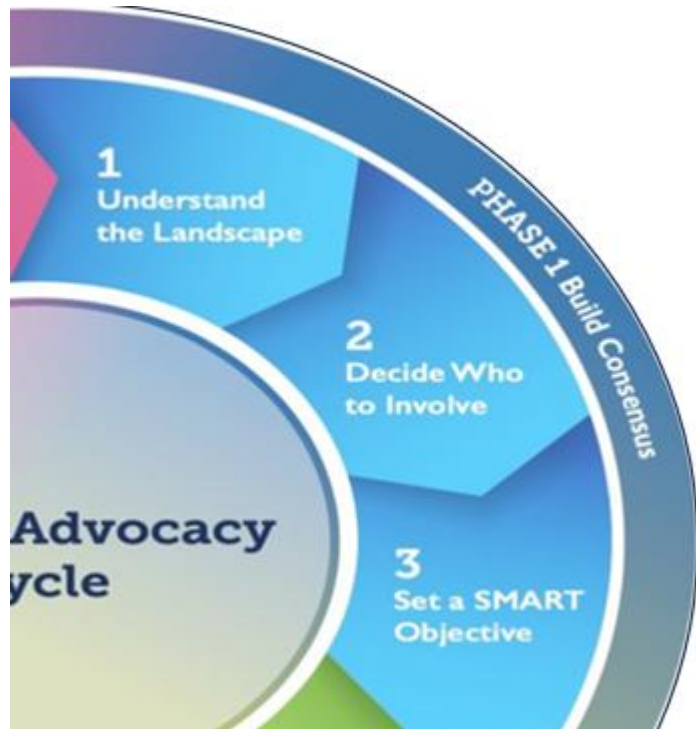 PHASE 1 Build Consensus
1
Understand
the Landscape
2
Decide Who
to Involve
3
Set a SMART
Objective
Advocacy
ycle